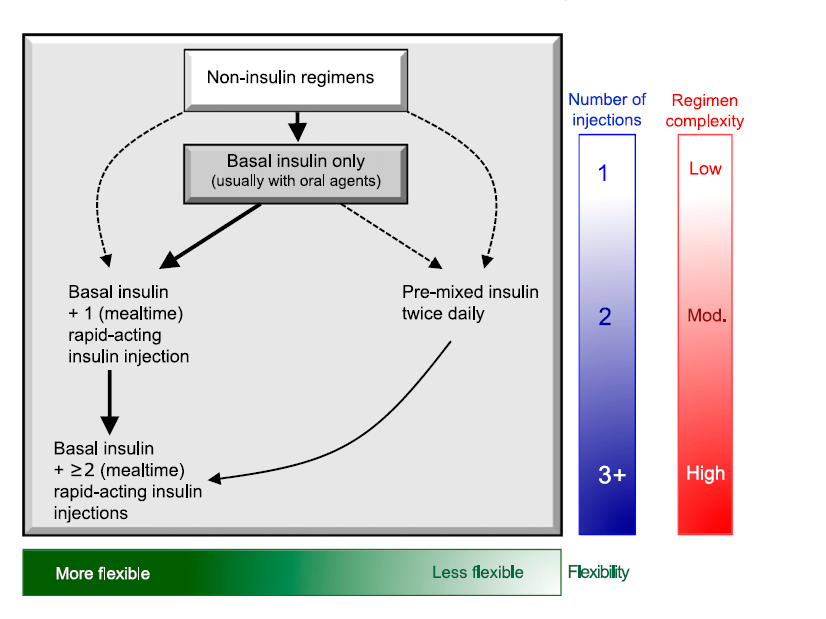 Non-insulin regimens
Basal insulin only
(usually with oral agents)
Basal insulin
+ 1 (mealtime)
rapid-acting
insulin injection
Pre-mixed insulin
twice daily
Basal insulin
+ ≥2 (mealtime)
rapid-acting insulin
injections
Number of
injections
1
2
3+
Regimen
complexity
Low
Mod.
High
More flexible
Less flexible
Flexibility